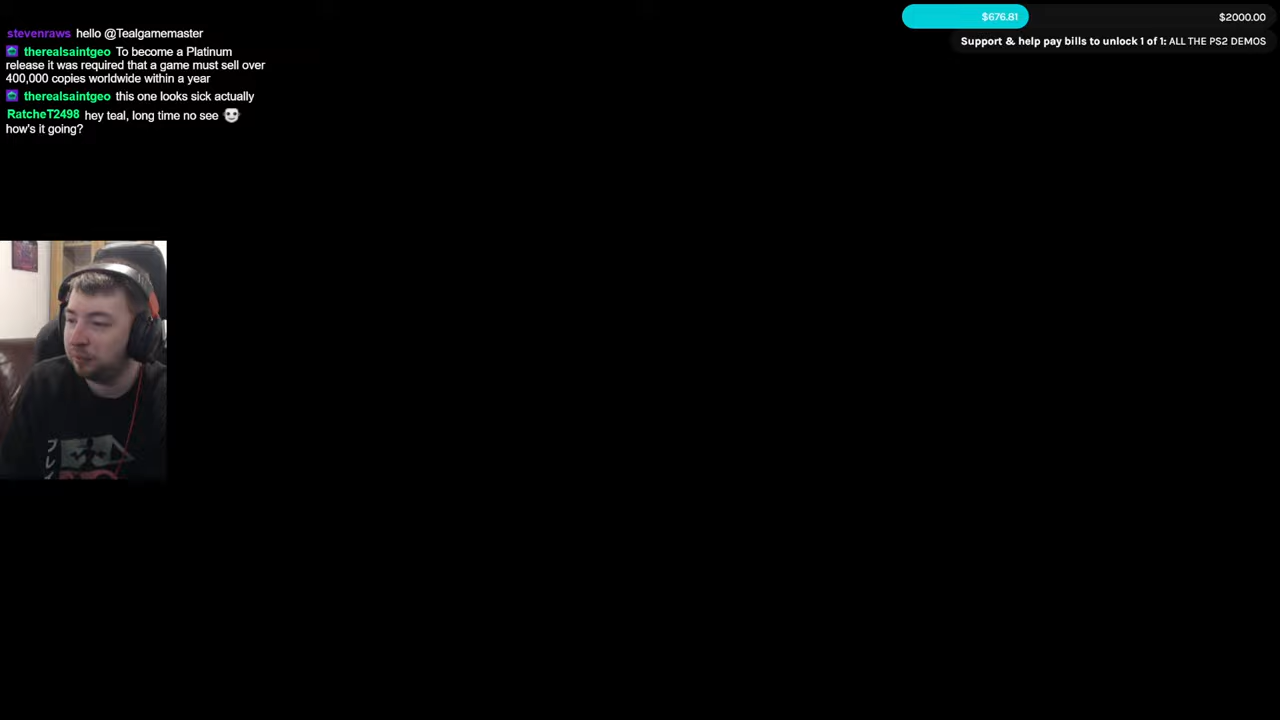 stevenraws hello @Tealgamemaster
therealsaintgeo To become a Platinum
release it was required that a game must sell over
400,000 copies worldwide within a year
therealsaintgeo this one looks sick actually
RatcheT2498 hey teal, long time no see
how's it going?
$676.81 $2000.00
Support & help pay bills to unlock 1 of 1: ALL THE PS2 DEMOS
プレ